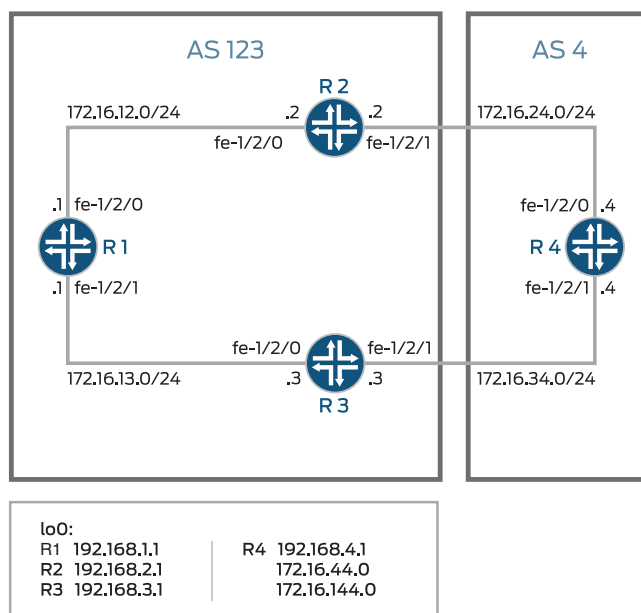 AS 123
AS 4
R 2
172.16.12.0/24
.2
.2
172.16.24.0/24
fe-1/2/0
fe-1/2/1
.1
fe-1/2/0
fe-1/2/0
.4
R 1
R 4
.1
fe-1/2/1
fe-1/2/1
.4
fe-1/2/0
fe-1/2/1
172.16.13.0/24
.3
.3
172.16.34.0/24
R 3
lo0:
R1 192.168.1.1
R2 192.168.2.1
R3 192.168.3.1
R4 192.168.4.1
172.16.44.0
172.16.144.0